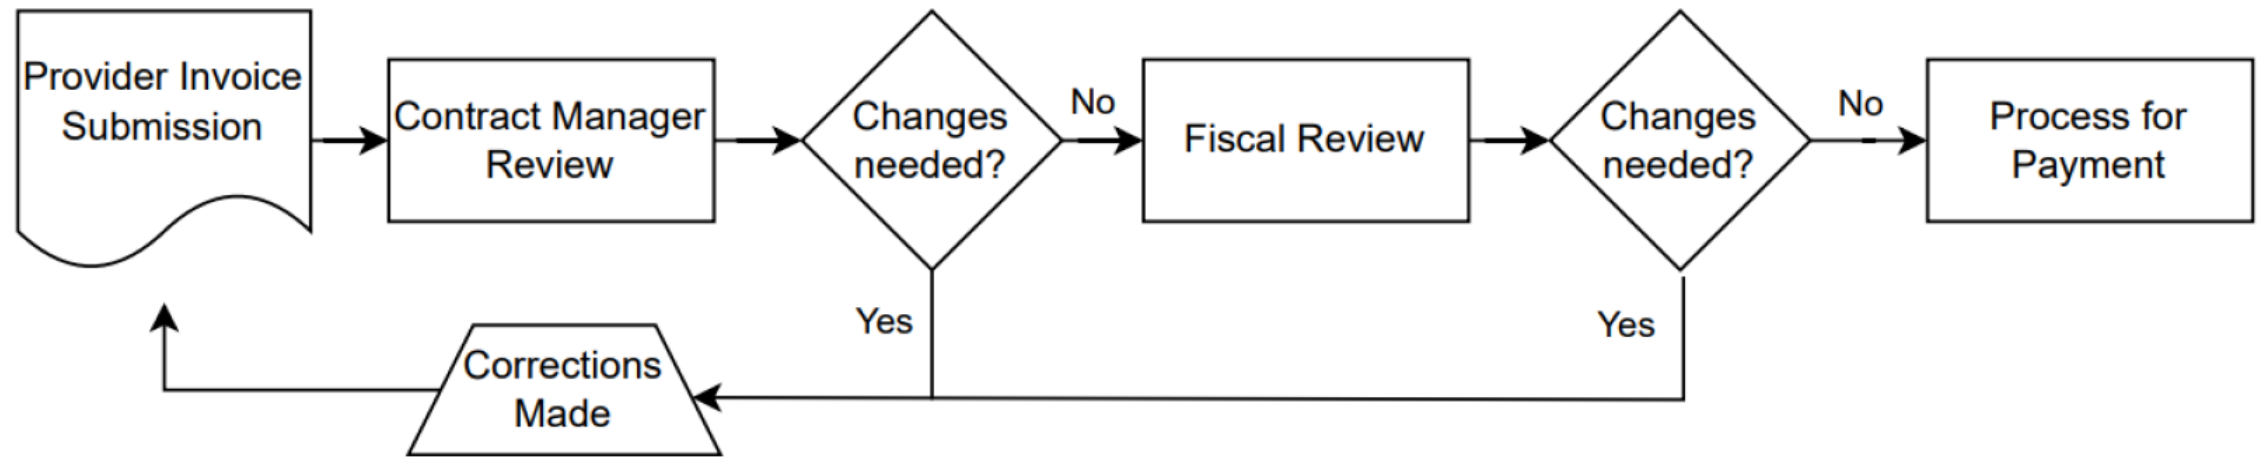 Provider Invoice
Submission
Contract Manager
Review
Changes
needed?
No
Fiscal Review
Changes
needed?
No
Process for
Payment
Yes
Yes
Corrections
Made